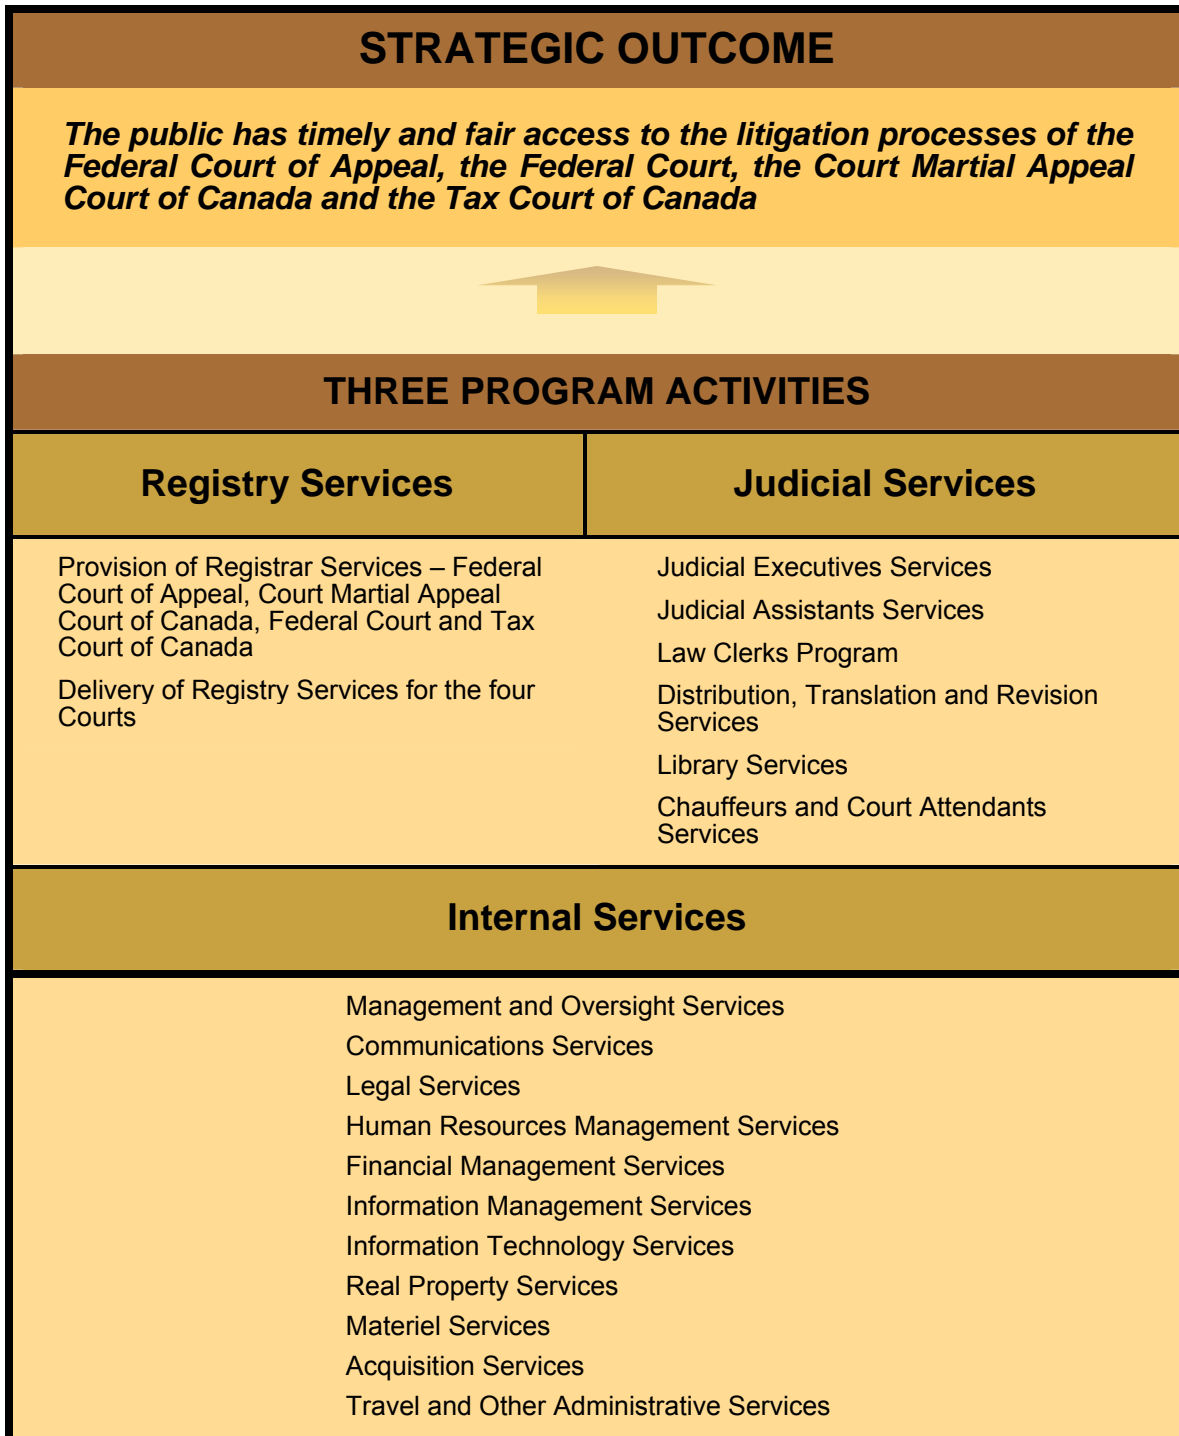 STRATEGIC OUTCOME
The public has timely and fair access to the litigation processes of the
Federal Court of Appeal, the Federal Court, the Court Martial Appeal
Court of Canada and the Tax Court of Canada
THREE PROGRAM ACTIVITIES
Registry Services
Provision of Registrar Services – Federal
Court of Appeal, Court Martial Appeal
Court of Canada, Federal Court and Tax
Court of Canada
Delivery of Registry Services for the four
Courts
Judicial Services
Judicial Executives Services
Judicial Assistants Services
Law Clerks Program
Distribution, Translation and Revision
Services
Library Services
Chauffeurs and Court Attendants
Services
Internal Services
Management and Oversight Services
Communications Services
Legal Services
Human Resources Management Services
Financial Management Services
Information Management Services
Information Technology Services
Real Property Services
Materiel Services
Acquisition Services
Travel and Other Administrative Services